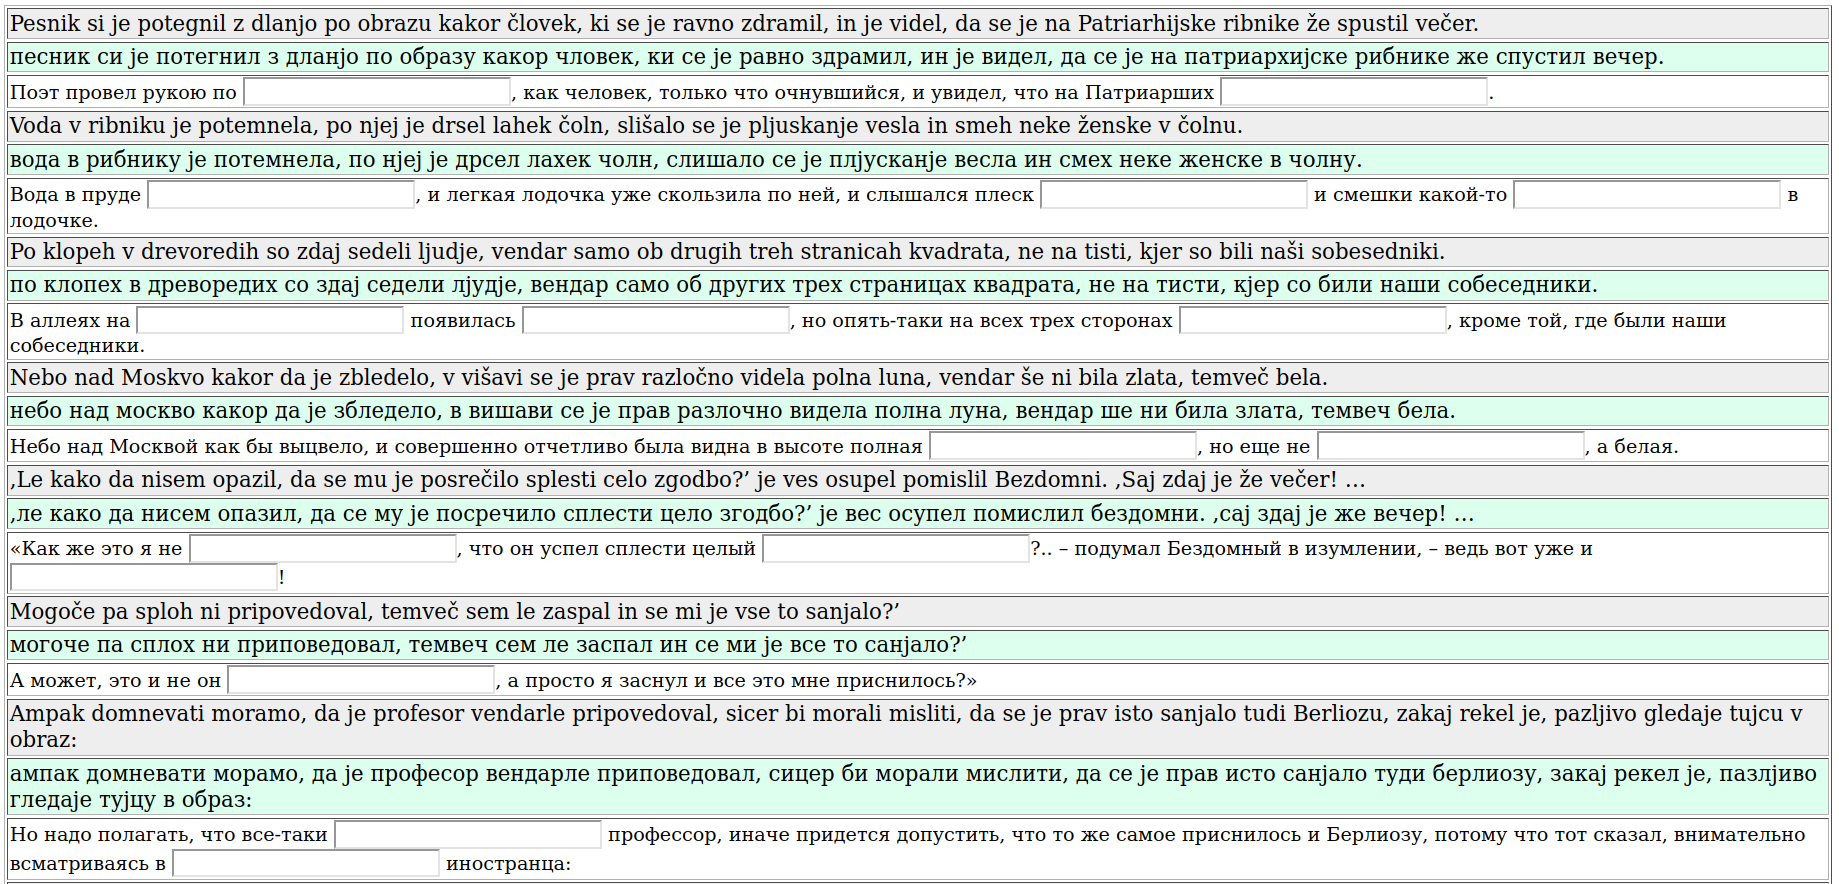 Pesnik si je potegnil z dlanjo po obrazu kakor človek, ki se je ravno zdramil, in je videl, da se je na Patriarhijske ribnike že spustil večer.
песник си је потегнил з дланјо по образу какор чловек, ки се је равно здрамил, ин је видел, да се је на патриархијске рибнике же спустил вечер.
Поэт провел рукою по , как человек, только что очнувшийся, и увидел, что на Патриарших .
Voda v ribniku je potemnela, po njej je drsel lahek čoln, slišalo se je pljuskanje vesla in smeh neke ženske v čolnu.
вода в рибнику је потемнела, по нјеј је дрсел лахек чолн, слишало се је плјусканје весла ин смех неке женске в чолну.
Вода в пруде , и легкая лодочка уже скользила по ней, и слышался плеск и смешки какой-то в
лодочке.
Po klopeh v drevoredih so zdaj sedeli ljudje, vendar samo ob drugih treh stranicah kvadrata, ne na tisti, kjer so bili naši sobesedniki.
по клопех в древоредих со здај седели лјудје, вендар само об других трех страницах квадрата, не на тисти, кјер со били наши собеседники.
В аллеях на появилась , но опять-таки на всех трех сторонах , кроме той, где были наши
собеседники.
Nebo nad Moskvo kakor da je zbledelo, v višavi se je prav razločno videla polna luna, vendar še ni bila zlata, temveč bela.
небо над москво какор да је збледело, в вишави се је прав разлочно видела полна луна, вендар ше ни била злата, темвеч бела.
Небо над Москвой как бы выцвело, и совершенно отчетливо была видна в высоте полная , но еще не , а белая.
‚Le kako da nisem opazil, da se mu je posrečilo splesti celo zgodbo?’ je ves osupel pomislil Bezdomni. ‚Saj zdaj je že večer! …
‚ле како да нисем опазил, да се му је посречило сплести цело згодбо?’ је вес осупел помислил бездомни. ‚сај здај је же вечер! …
«Как же это я не , что он успел сплести целый ?.. – подумал Бездомный в изумлении, – ведь вот уже и
!
Mogoče pa sploh ni pripovedoval, temveč sem le zaspal in se mi je vse to sanjalo?’
могоче па сплох ни приповедовал, темвеч сем ле заспал ин се ми је все то санјало?’
А может, это и не он , а просто я заснул и все это мне приснилось?»
Ampak domnevati moramo, da je profesor vendarle pripovedoval, sicer bi morali misliti, da se je prav isto sanjalo tudi Berliozu, zakaj rekel je, pazljivo gledaje tujcu v
obraz:
ампак домневати морамо, да је професор вендарле приповедовал, сицер би морали мислити, да се је прав исто санјало туди берлиозу, закај рекел је, пазлјиво
гледаје тујцу в образ:
Но надо полагать, что все-таки профессор, иначе придется допустить, что то же самое приснилось и Берлиозу, потому что тот сказал, внимательно
всматриваясь в иностранца: